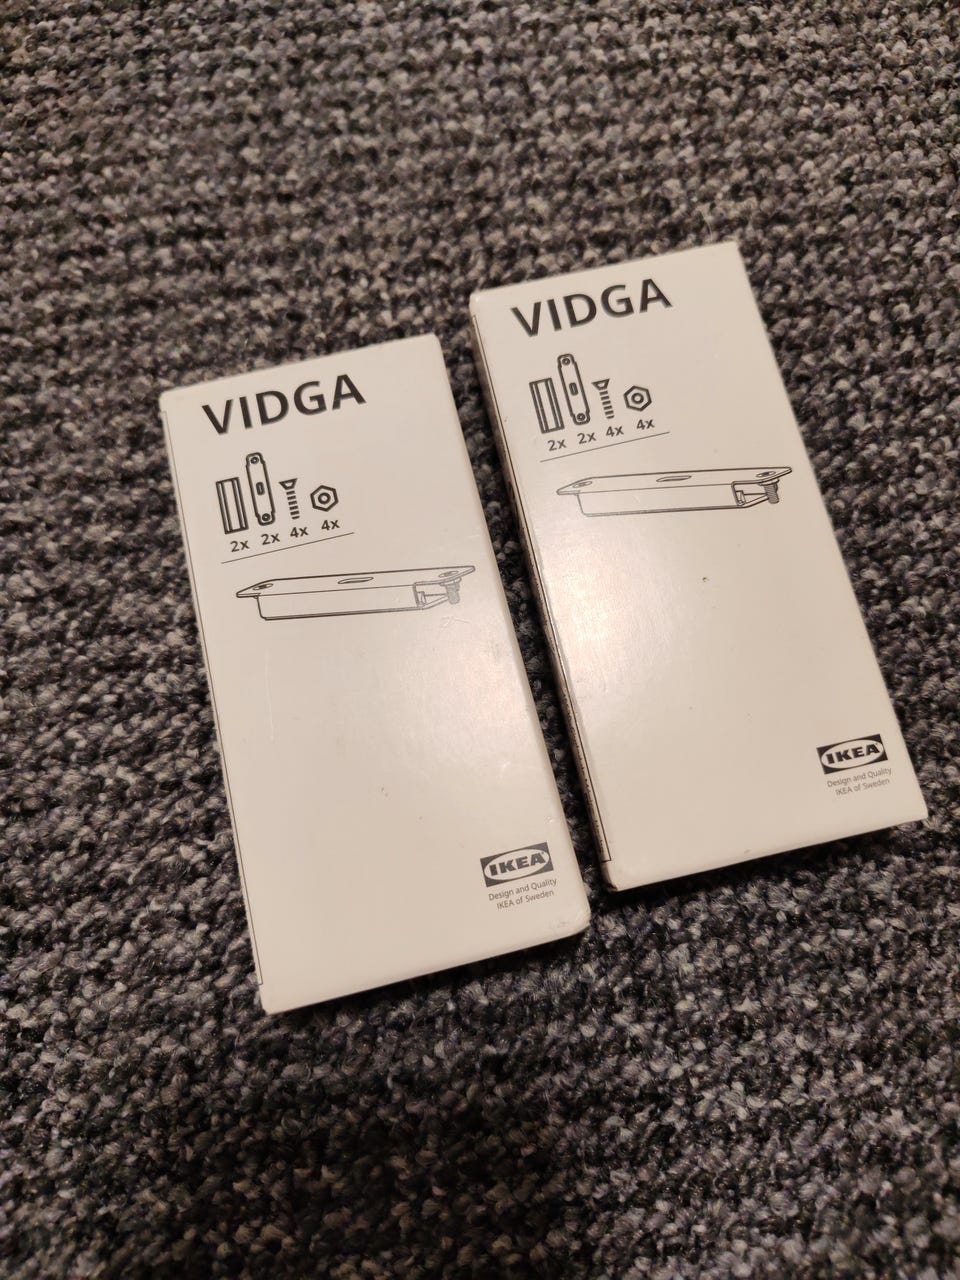 VIDGA
2x 2x 4x 4x
IKEA
Design and Quality
IKEA of Sweden
VIDGA
2x 2x 4x 4x
IKEA
Design and Quality
IKEA of Sweden